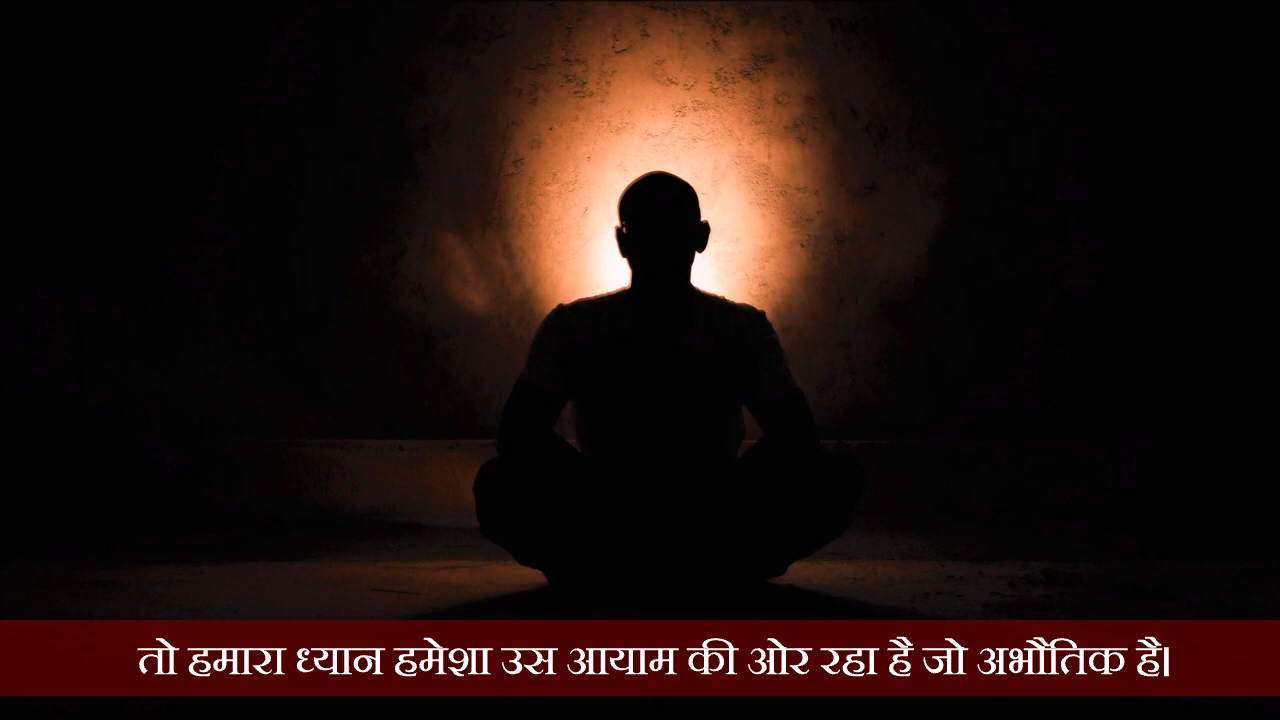 तो हमारा ध्यान हमेशा उस आयाम की ओर रहा है जो अभौतिक है।